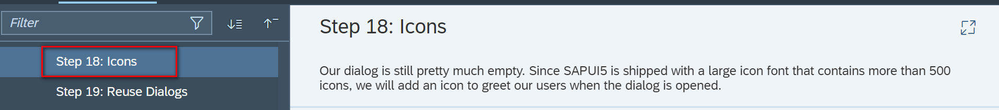 Filter
Step 18: Icons
Step 19: Reuse Dialogs
Step 18: Icons
Our dialog is still pretty much empty. Since SAPUI5 is shipped with a large icon font that contains more than 500
icons, we will add an icon to greet our users when the dialog is opened.